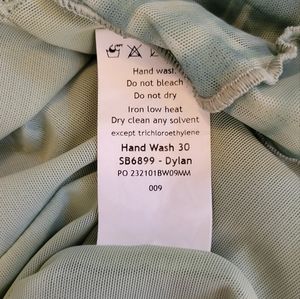 Hand wash.
Do not bleach
Do not dry
Iron low heat
Dry clean any solvent
except trichloroethylene
Hand Wash 30
SB6899 - Dylan
PO 232101BW09MM
009